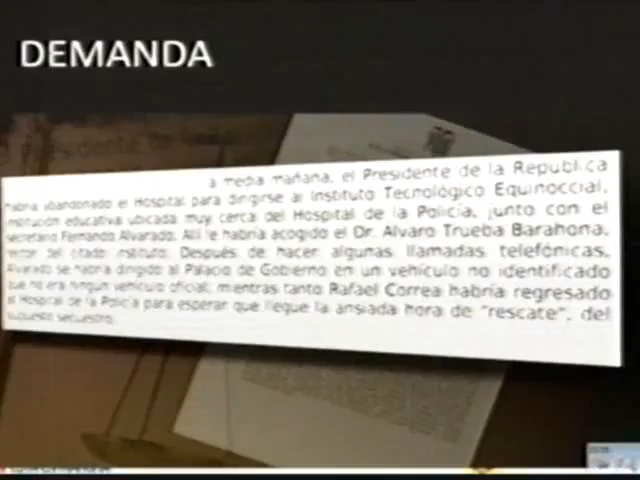 DEMANDA
a media mañana, el Presidente de la República
habría abandonado el Hospital para dirigirse al Instituto Tecnológico Equinoccial,
institución educativa ubicada muy cerca del Hospital de la Policía, junto con el
secretario Fernando Alvarado. Allí le habría acogido el Dr. Alvaro Trueba Barahona,
rector del citado instituto. Después de hacer algunas llamadas telefónicas,
Alvarado se habría dirigido al Palacio de Gobierno en un vehículo no identificado
que no era ningún vehículo oficial; mientras tanto Rafael Correa habría regresado
al Hospital de la Policía para esperar que llegue la ansiada hora de "rescate", del
supuesto secuestro.